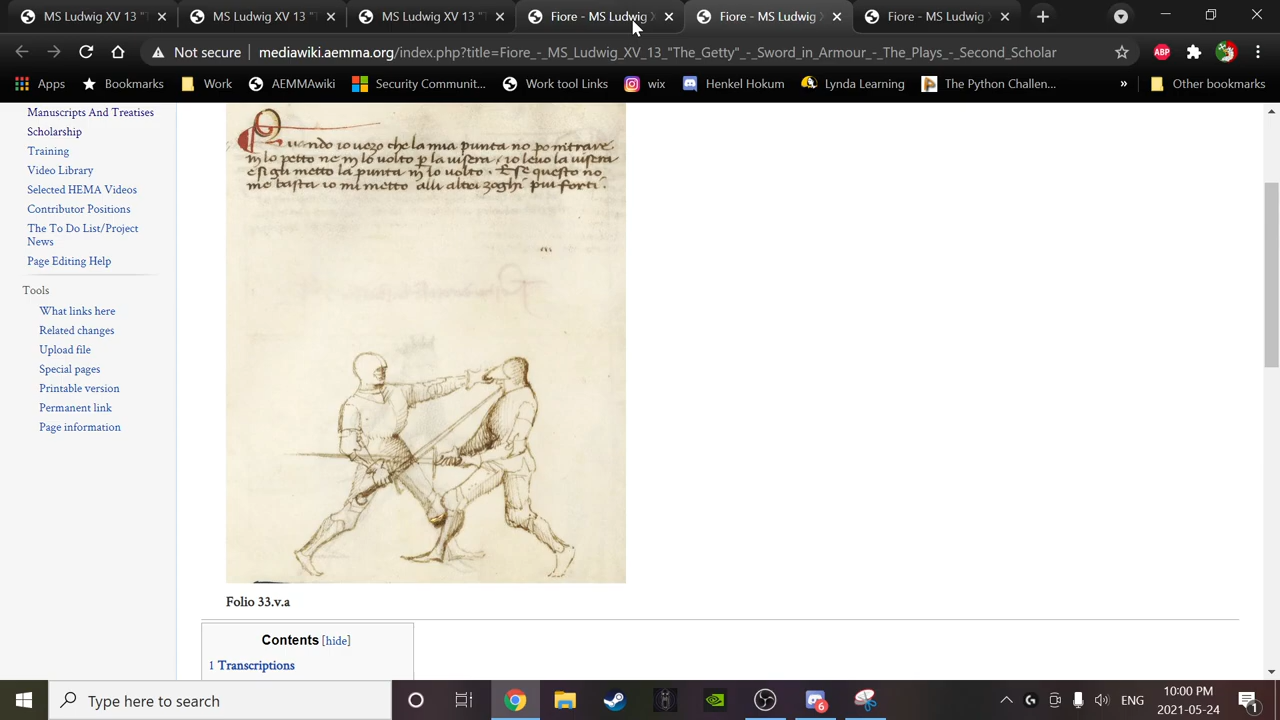 MS Ludwig XV 13 "T
MS Ludwig XV 13 "T
MS Ludwig XV 13 "T
Fiore - MS Ludwig
Fiore - MS Ludwig
Fiore - MS Ludwig
Not secure
mediawiki.aemma.org/index.php?title=Fiore_-_MS_Ludwig_XV_13_"The_Getty"_-_Sword_in_Armour_-_The_Plays_-_Second_Scholar
ABP
Apps
Bookmarks
Work
AEMMAwiki
Security Communit...
Work tool Links
wix
Henkel Hokum
Lynda Learning
The Python Challen...
»
Other bookmarks
Manuscripts And Treatises
Scholarship
Training
Video Library
Selected HEMA Videos
Contributor Positions
The To Do List/Project
News
Page Editing Help
Tools
What links here
Related changes
Upload file
Special pages
Printable version
Permanent link
Page information
Quando io vezo che la mia punta no po nitrare
in lo petto ne in lo volto p la visera, io levo la visera
e si gli metto la punta in lo volto. E se questo no
me basta io mi metto alli altri zoghi piu forti.
Folio 33.v.a
Contents [hide]
1 Transcriptions
Type here to search
6
ENG
10:00 PM
2021-05-24
1